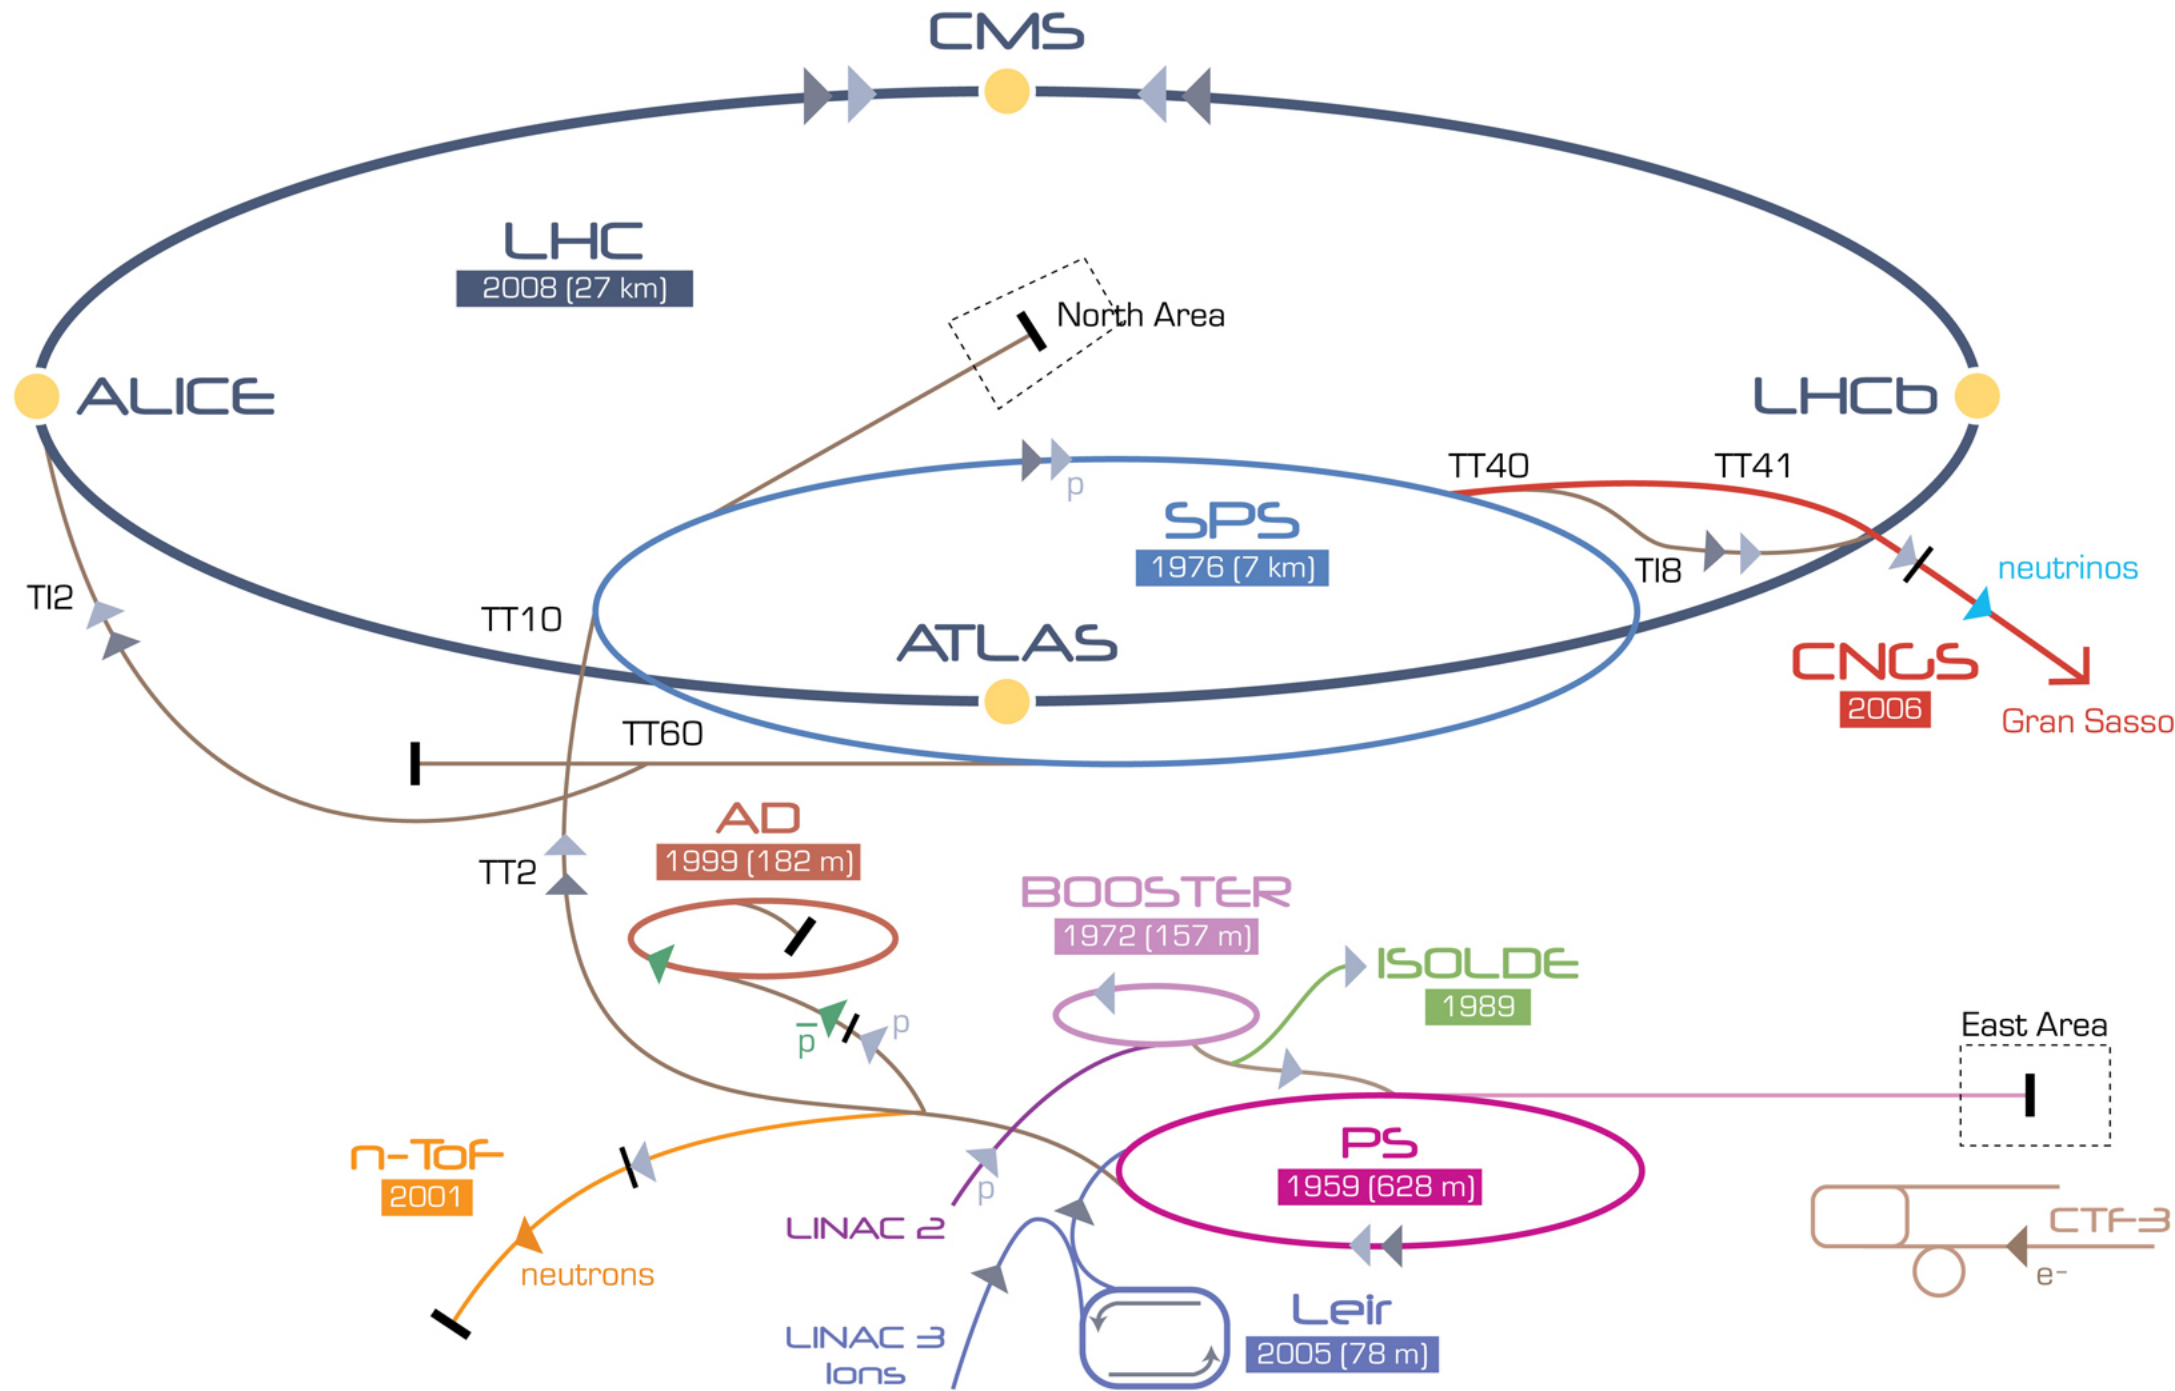 CMS
LHC
2008 (27 km)
North Area
ALICE
LHCb
TT40
TT41
p
SPS
1976 (7 km)
TI8
neutrinos
TI2
TT10
ATLAS
CNGS
2006
Gran Sasso
TT60
AD
1999 (182 m)
TT2
BOOSTER
1972 (157 m)
ISOLDE
1989
East Area
p
p̅
n-ToF
2001
PS
1959 (628 m)
p
LINAC 2
CTF-3
e⁻
neutrons
Leir
2005 (78 m)
LINAC 3
Ions